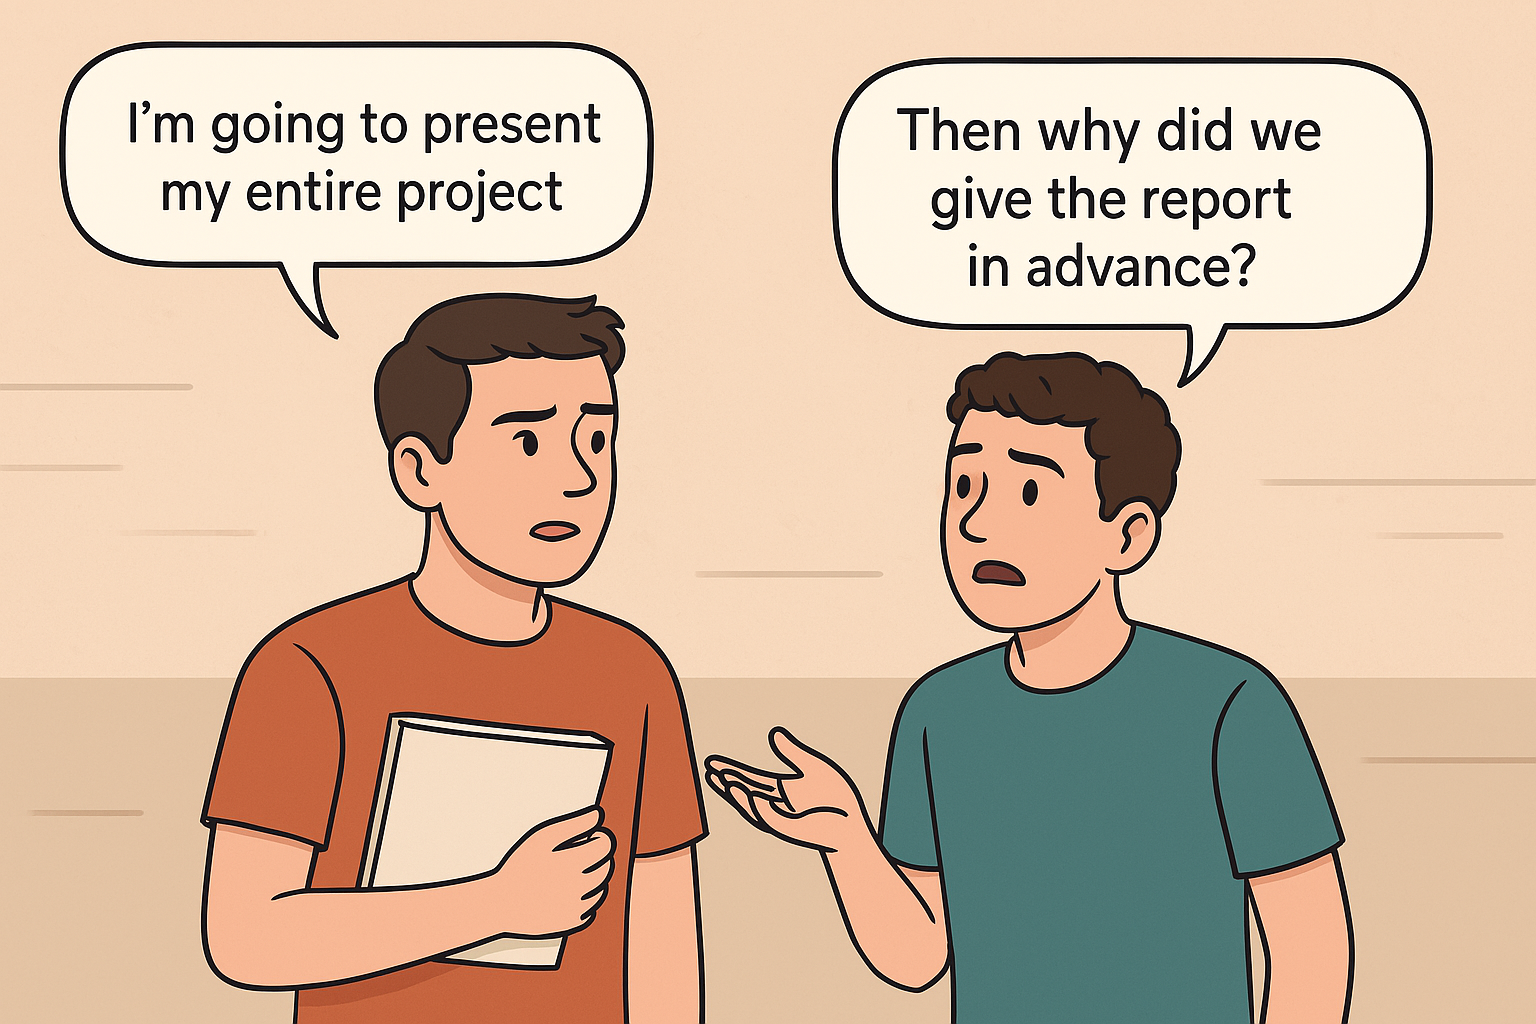 I’m going to present
my entire project
Then why did we
give the report
in advance?